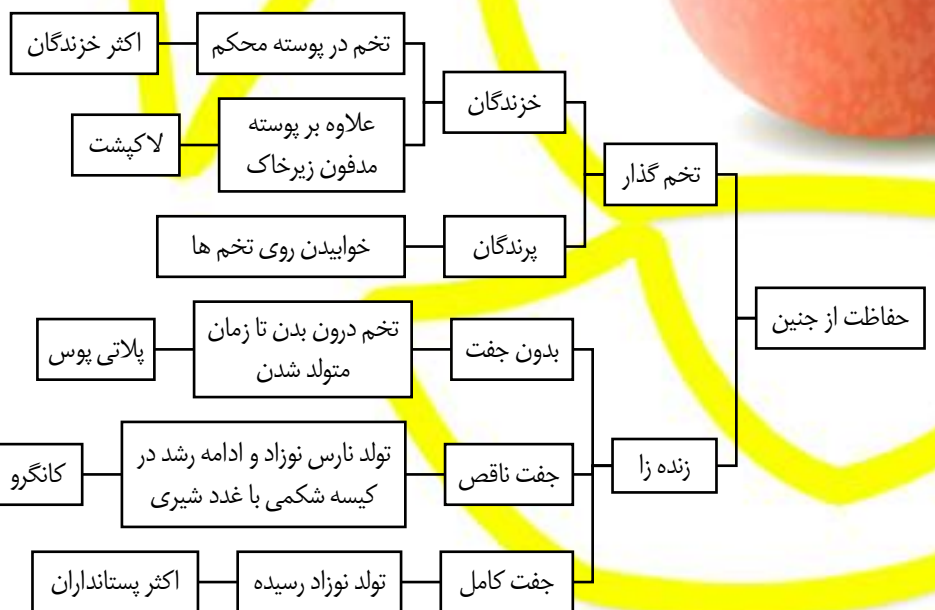 حفاظت از جنین
تخم گذار
خزندگان
تخم در پوسته محکم
اکثر خزندگان
علاوه بر پوسته
مدفون زیرخاک
لاکپشت
پرندگان
خوابیدن روی تخم ها
زنده زا
بدون جفت
تخم درون بدن تا زمان
متولد شدن
پلاتی پوس
جفت ناقص
تولد نارس نوزاد و ادامه رشد در
کیسه شکمی با غدد شیری
کانگرو
جفت کامل
تولد نوزاد رسیده
اکثر پستانداران